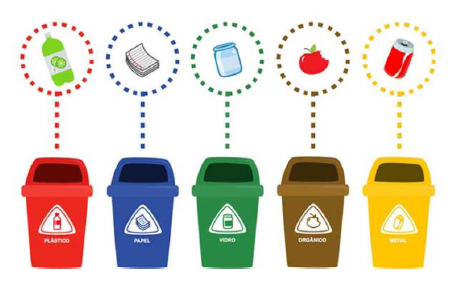 PLÁSTICO
PAPEL
VIDRO
ORGÂNICO
METAL